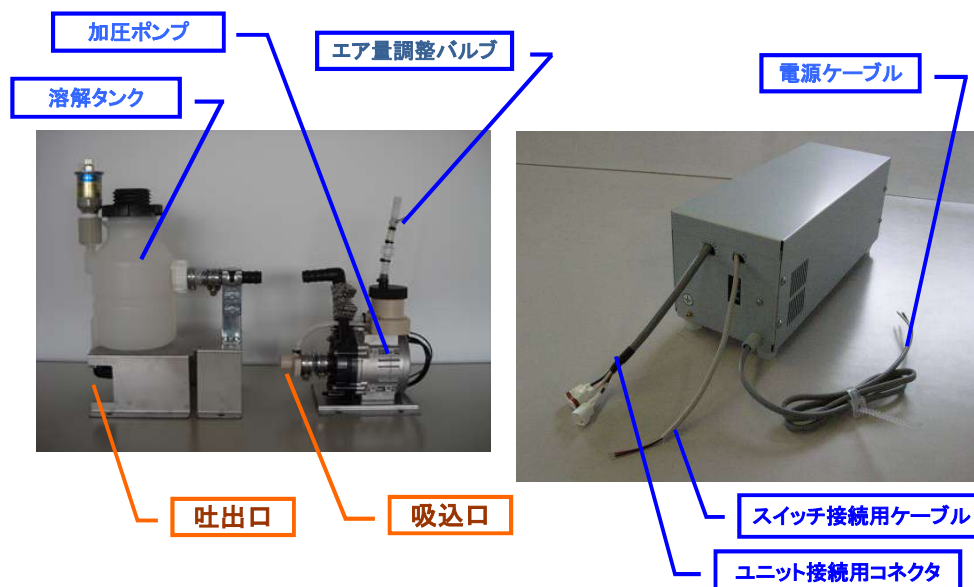 加圧ポンプ
エア量調整バルブ
電源ケーブル
溶解タンク
吐出口
吸込口
スイッチ接続用ケーブル
ユニット接続用コネクタ